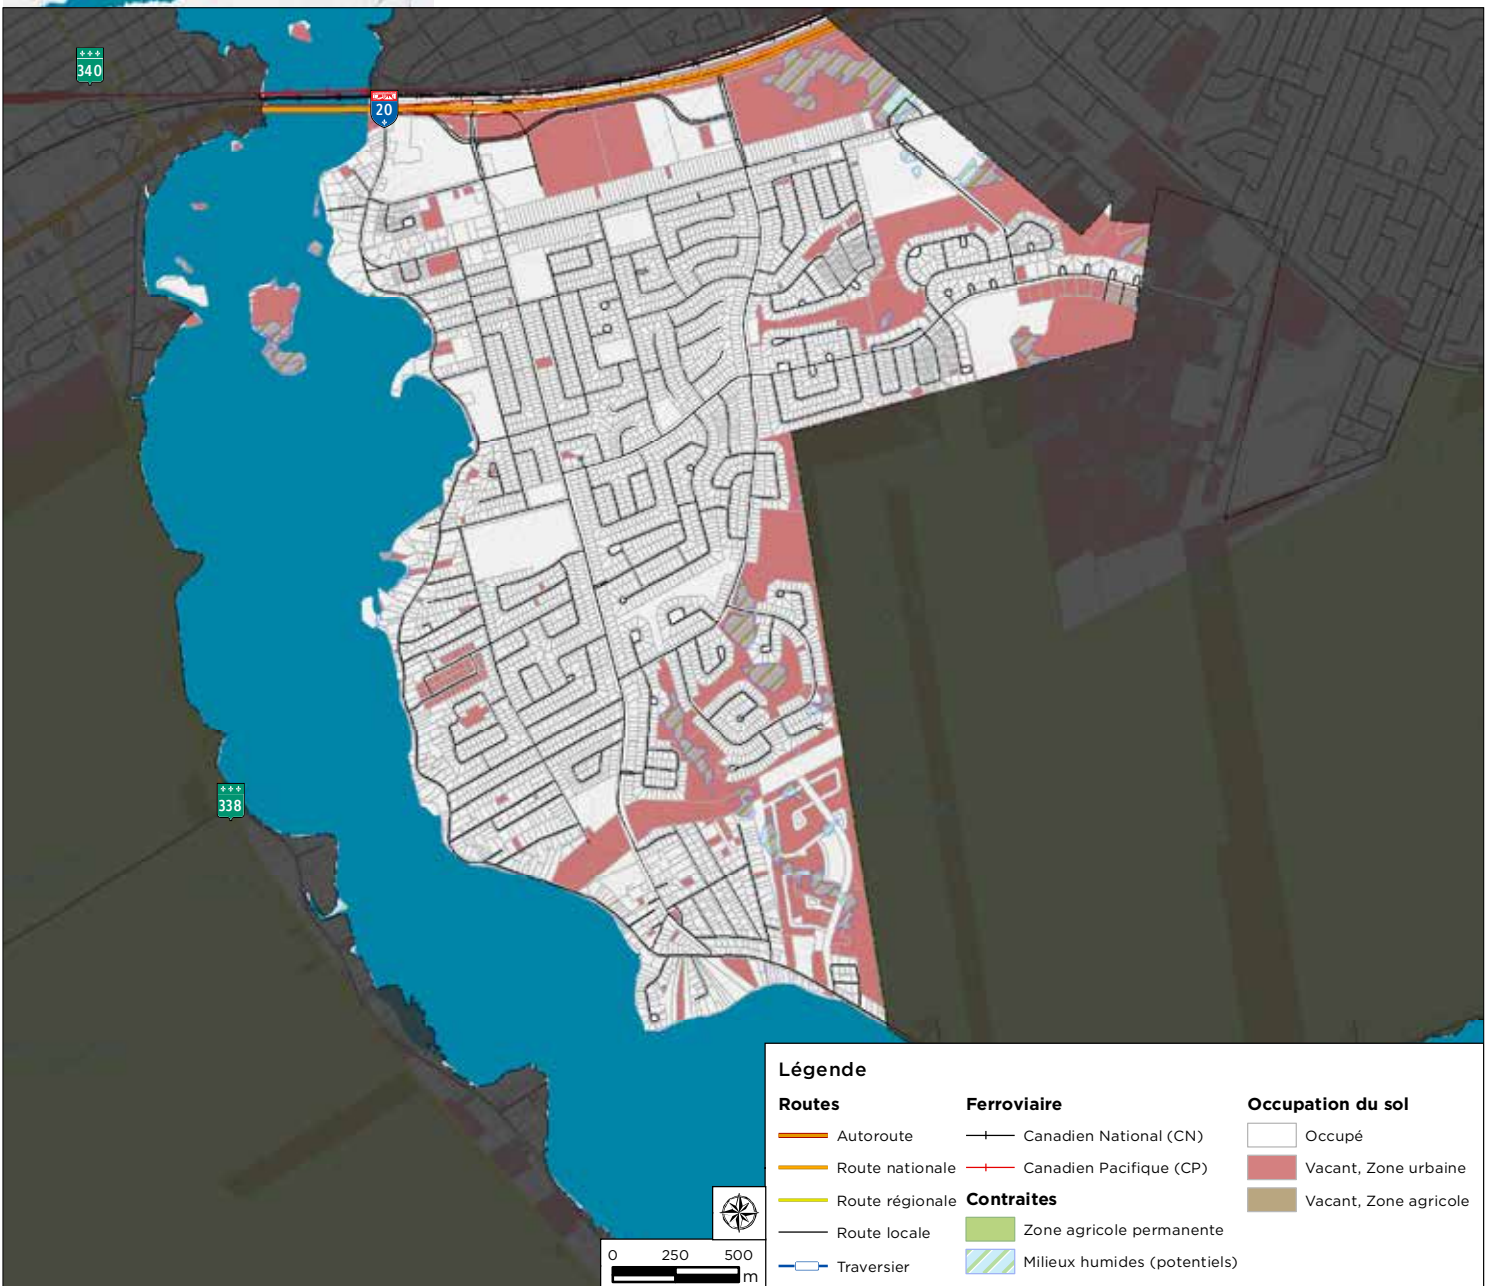 340
20
338
Légende
Routes
Autoroute
Route nationale
Route régionale
Route locale
Traversier
Ferroviaire
Canadien National (CN)
Canadien Pacifique (CP)
Contraites
Zone agricole permanente
Milieux humides (potentiels)
Occupation du sol
Occupé
Vacant, Zone urbaine
Vacant, Zone agricole
0 250 500
m